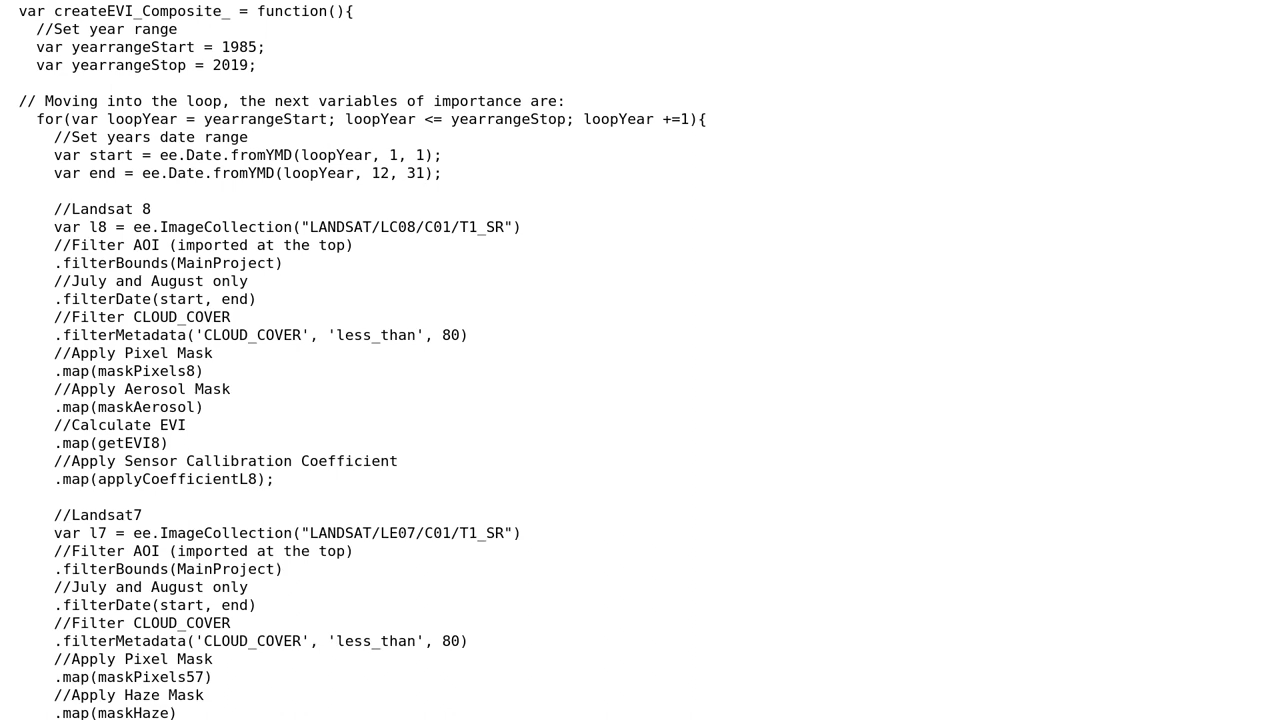 var createEVI_Composite_ = function(){
//Set year range
var yearrangeStart = 1985;
var yearrangeStop = 2019;
// Moving into the loop, the next variables of importance are:
for(var loopYear = yearrangeStart; loopYear <= yearrangeStop; loopYear +=1){
//Set years date range
var start = ee.Date.fromYMD(loopYear, 1, 1);
var end = ee.Date.fromYMD(loopYear, 12, 31);
//Landsat 8
var l8 = ee.ImageCollection("LANDSAT/LC08/C01/T1_SR")
//Filter AOI (imported at the top)
.filterBounds(MainProject)
//July and August only
.filterDate(start, end)
//Filter CLOUD_COVER
.filterMetadata('CLOUD_COVER', 'less_than', 80)
//Apply Pixel Mask
.map(maskPixels8)
//Apply Aerosol Mask
.map(maskAerosol)
//Calculate EVI
.map(getEVI8)
//Apply Sensor Callibration Coefficient
.map(applyCoefficientL8);
//Landsat7
var l7 = ee.ImageCollection("LANDSAT/LE07/C01/T1_SR")
//Filter AOI (imported at the top)
.filterBounds(MainProject)
//July and August only
.filterDate(start, end)
//Filter CLOUD_COVER
.filterMetadata('CLOUD_COVER', 'less_than', 80)
//Apply Pixel Mask
.map(maskPixels57)
//Apply Haze Mask
.map(maskHaze)